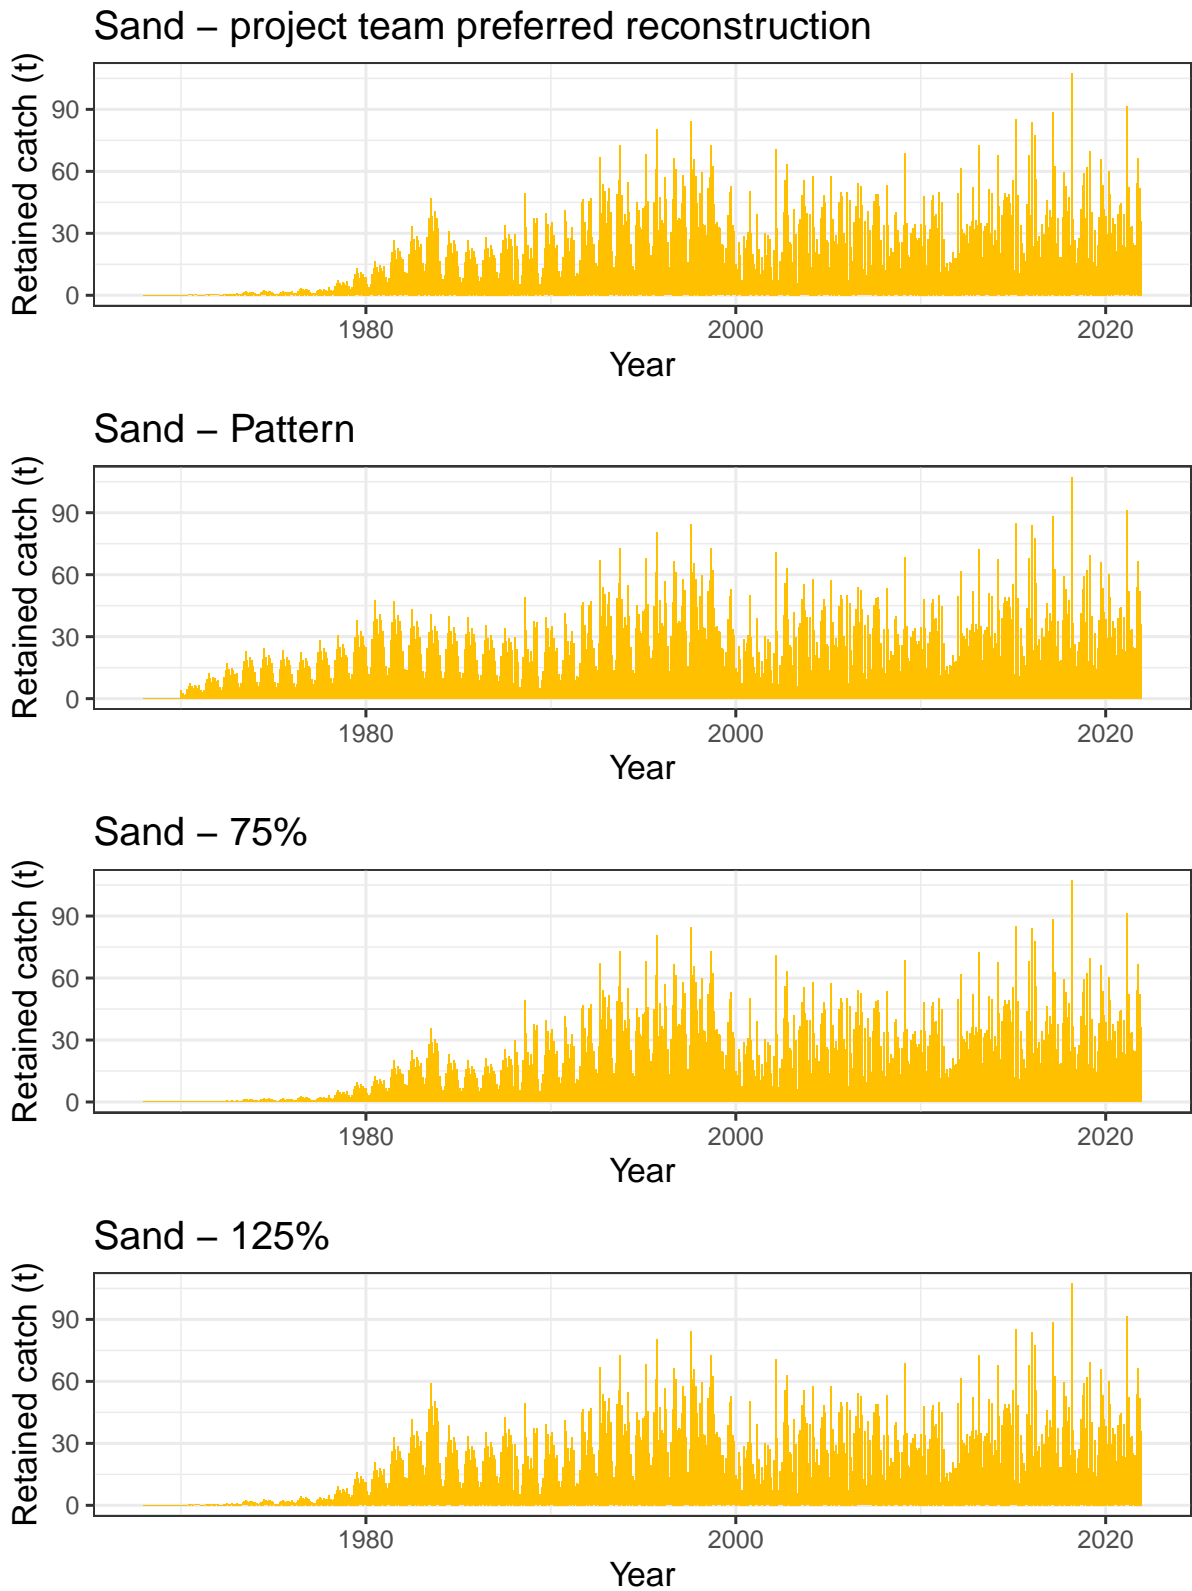 Sand – project team preferred reconstruction
Retained catch (t)
90
60
30
0
1980 2000 2020
Year
Sand – Pattern
Retained catch (t)
90
60
30
0
1980 2000 2020
Year
Sand – 75%
Retained catch (t)
90
60
30
0
1980 2000 2020
Year
Sand – 125%
Retained catch (t)
90
60
30
0
1980 2000 2020
Year